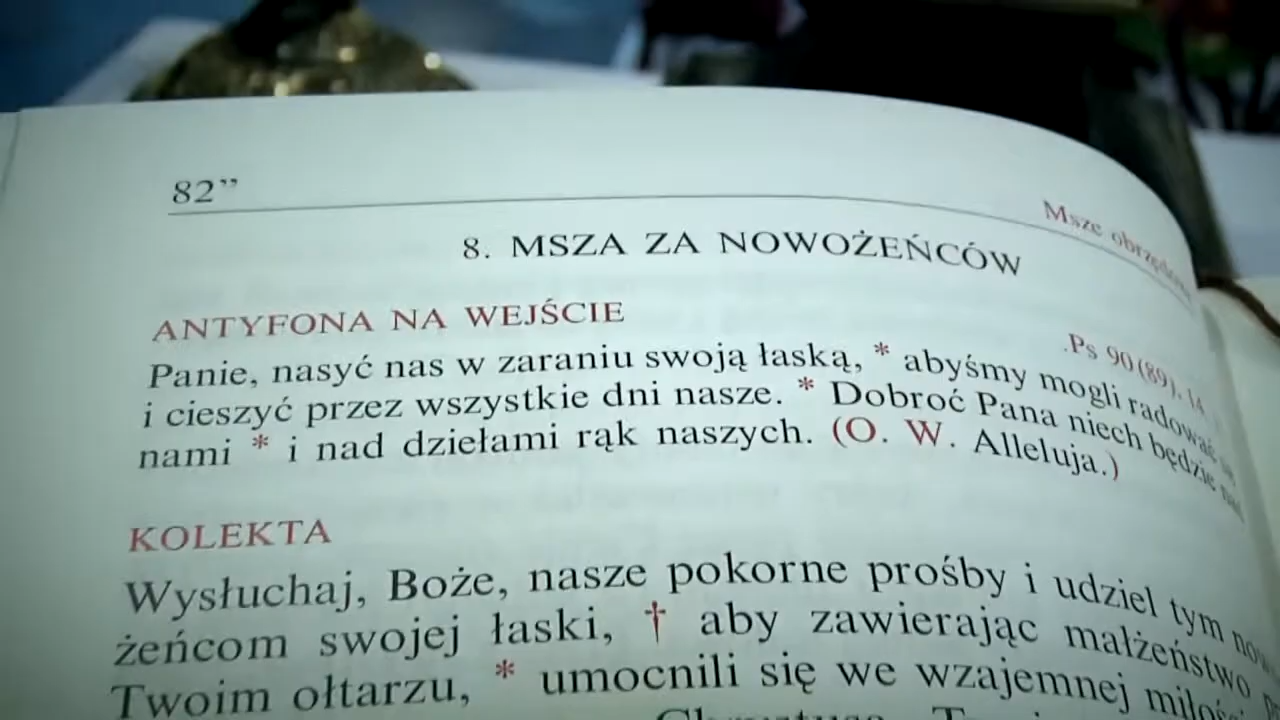 82”
Msze obrzędowe
8. MSZA ZA NOWOŻEŃCÓW
ANTYFONA NA WEJŚCIE
.Ps 90(89), 14
Panie, nasyć nas w zaraniu swoją łaską, * abyśmy mogli radować się
i cieszyć przez wszystkie dni nasze. * Dobroć Pana niech będzie nad
nami * i nad dziełami rąk naszych. (O. W. Alleluja.)
KOLEKTA
Wysłuchaj, Boże, nasze pokorne prośby i udziel tym nowo-
żeńcom swojej łaski, † aby zawierając małżeństwo
Twoim ołtarzu, * umocnili się we wzajemnej